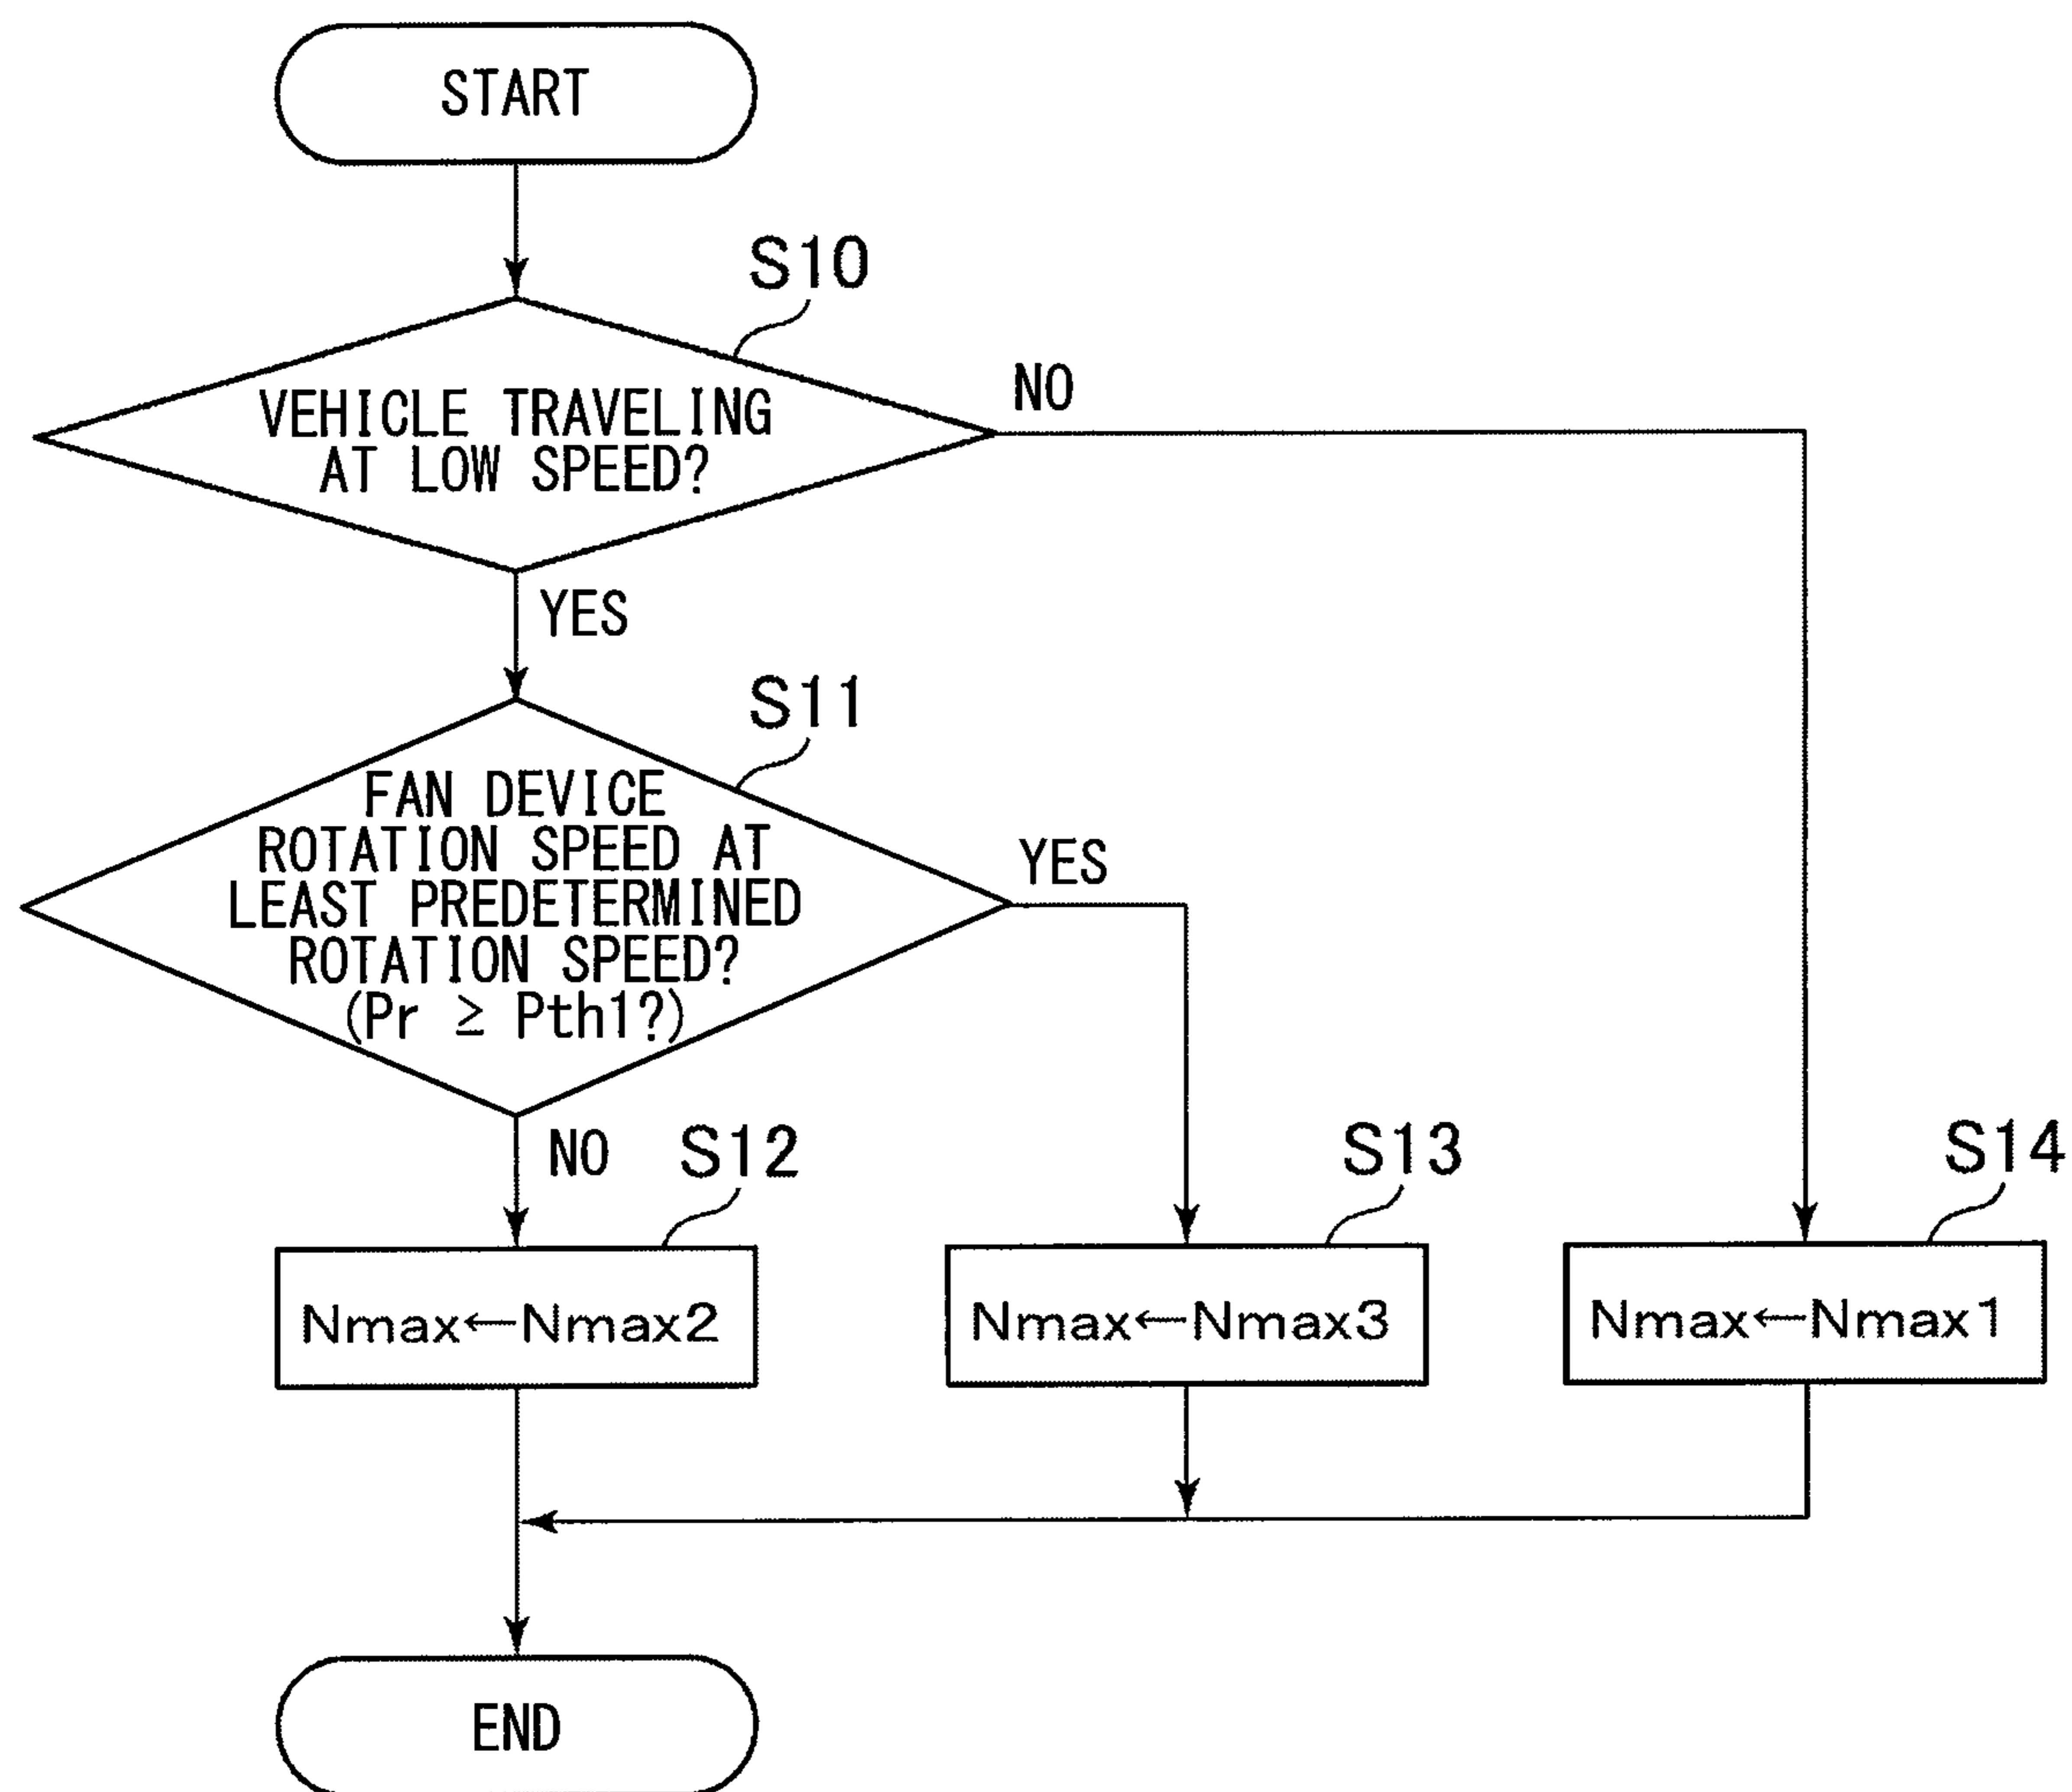 START
S10
VEHICLE TRAVELING
AT LOW SPEED?
NO
YES
S11
FAN DEVICE
ROTATION SPEED AT
LEAST PREDETERMINED
ROTATION SPEED?
(Pr ≥ Pth1?)
YES
NO
S12
S13
S14
Nmax←Nmax2
Nmax←Nmax3
Nmax←Nmax1
END